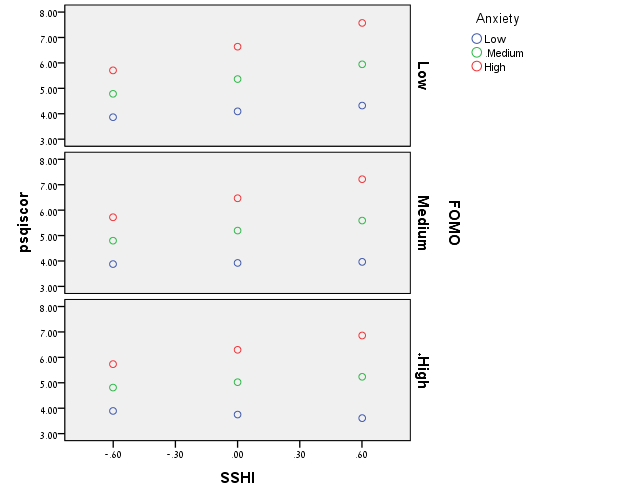 Anxiety
Low
.Medium
High
8.00
7.00
6.00
5.00
4.00
3.00
Low
8.00
7.00
6.00
5.00
4.00
3.00
Medium
8.00
7.00
6.00
5.00
4.00
3.00
.High
psqiscor
FOMO
-.60
-.30
.00
.30
.60
SSHI